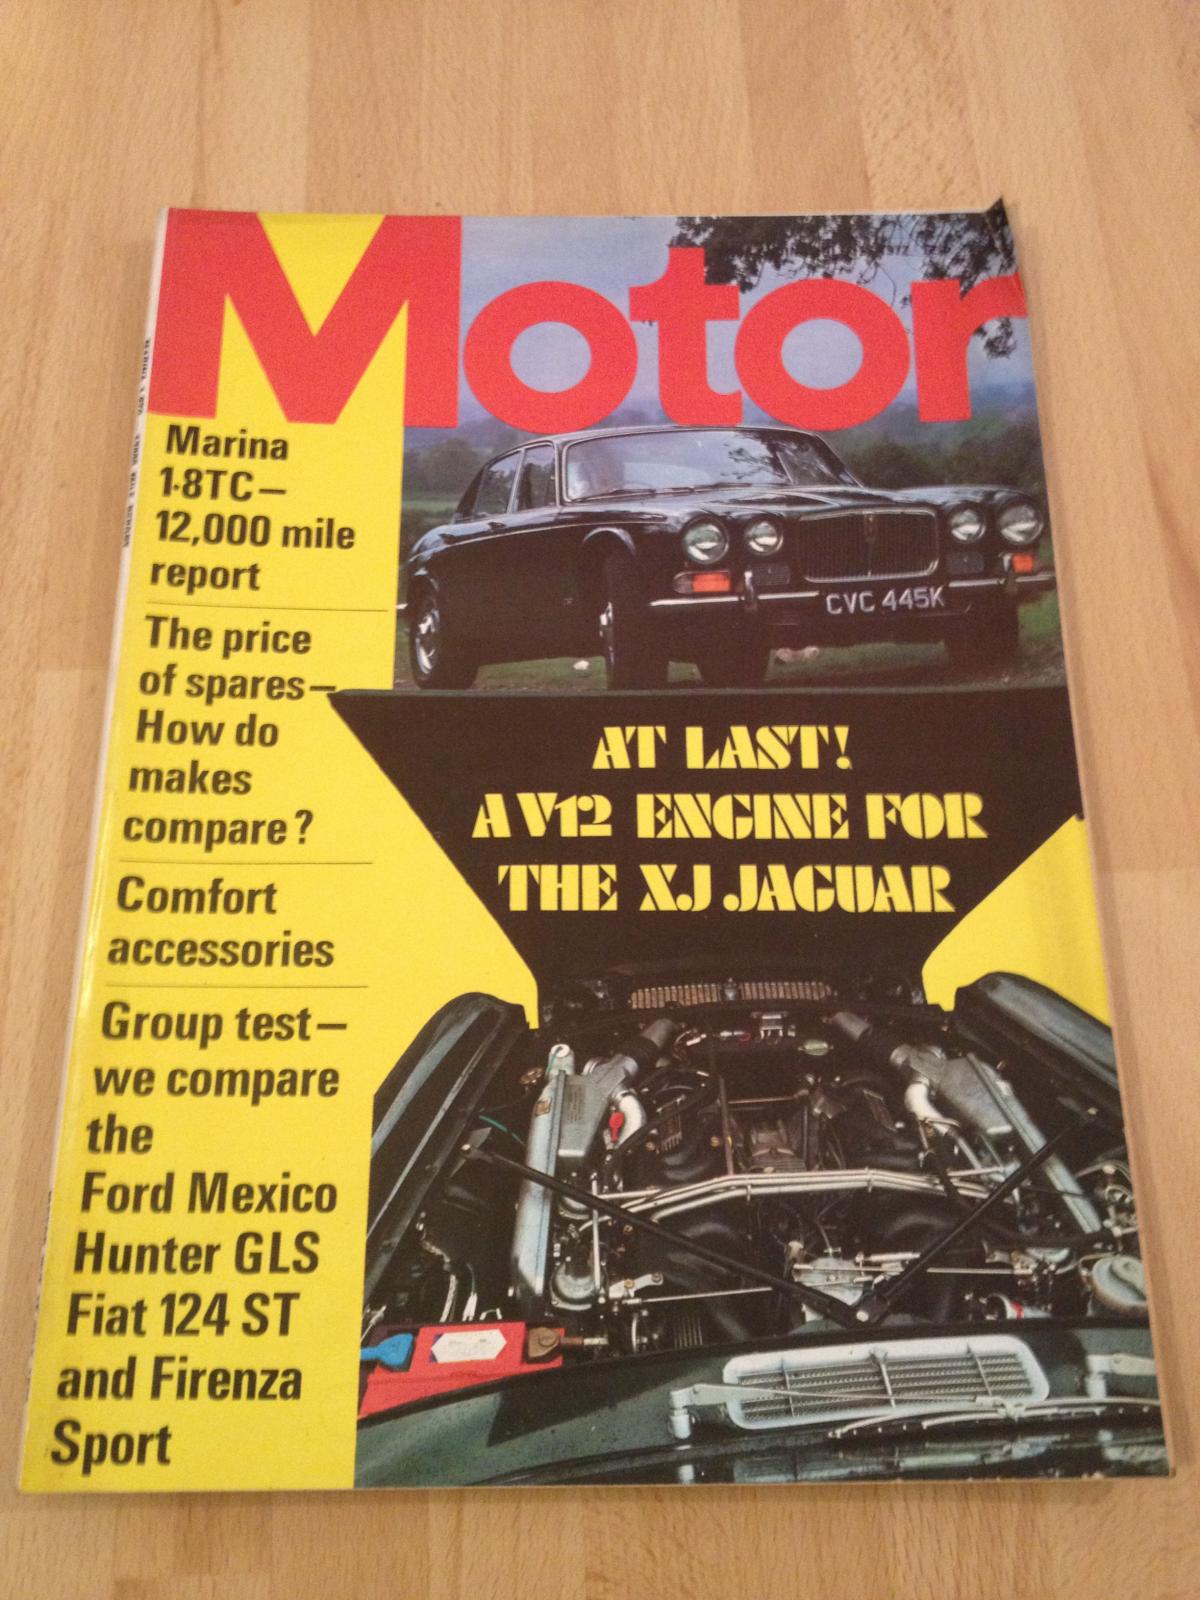 Motor
Marina
1·8TC–
12,000 mile
report
The price
of spares–
How do
makes
compare?
Comfort
accessories
Group test–
we compare
the
Ford Mexico
Hunter GLS
Fiat 124 ST
and Firenza
Sport
CVC 445K
AT LAST!
A V12 ENGINE FOR
THE XJ JAGUAR